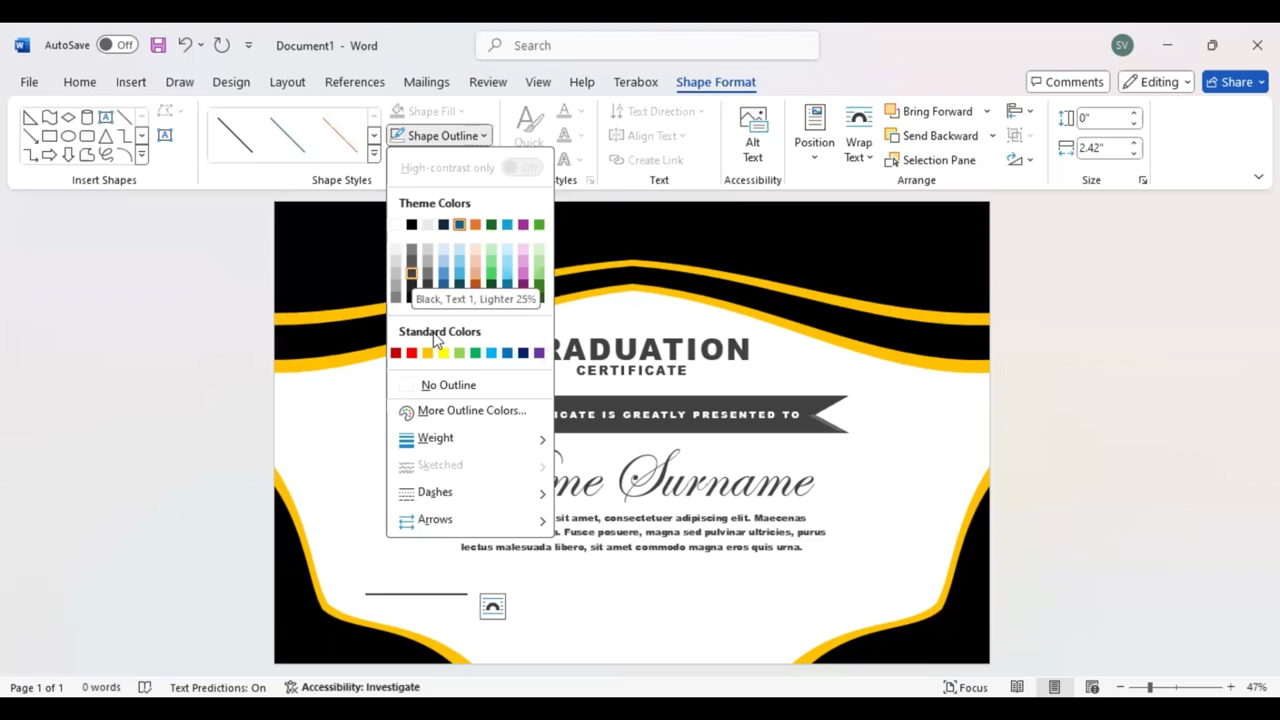 AutoSave Off Document1 - Word Search SV
File Home Insert Draw Design Layout References Mailings Review View Help Terabox Shape Format Comments Editing Share
Shape Fill Text Direction Bring Forward 0"
Shape Outline Align Text Send Backward
Quick Alt Text Position Wrap Text Create Link Selection Pane 2.42"
Insert Shapes Shape Styles Text Accessibility Arrange Size
High-contrast only Off
Theme Colors
Black, Text 1, Lighter 25%
Standard Colors
No Outline
More Outline Colors...
Weight
Sketched
Dashes
Arrows
RADUATION
CERTIFICATE
ICATE IS GREATLY PRESENTED TO
me Surname
sit amet, consectetuer adipiscing elit. Maecenas
. Fusce posuere, magna sed pulvinar ultricies, purus
lectus malesuada libero, sit amet commodo magna eros quis urna.
Page 1 of 1 0 words Text Predictions: On Accessibility: Investigate Focus 47%